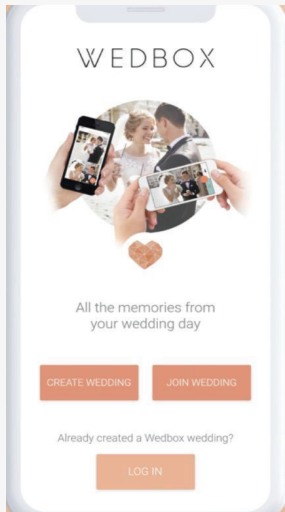 WEDBOX
All the memories from
your wedding day
CREATE WEDDING
JOIN WEDDING
Already created a Wedbox wedding?
LOG IN